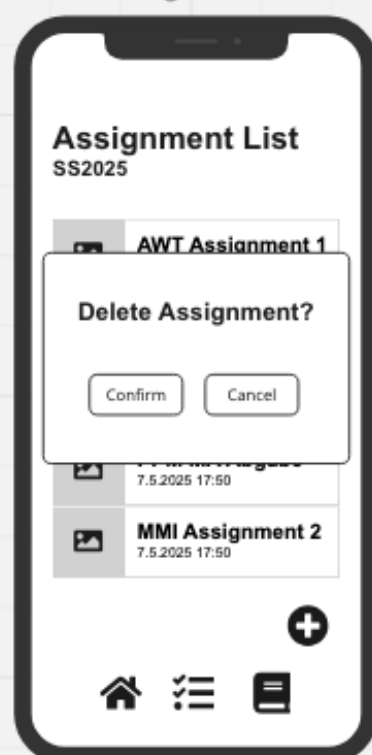 Assignment List
SS2025
AWT Assignment 1
Delete Assignment?
Confirm
Cancel
7.5.2025 17:50
MMI Assignment 2
7.5.2025 17:50